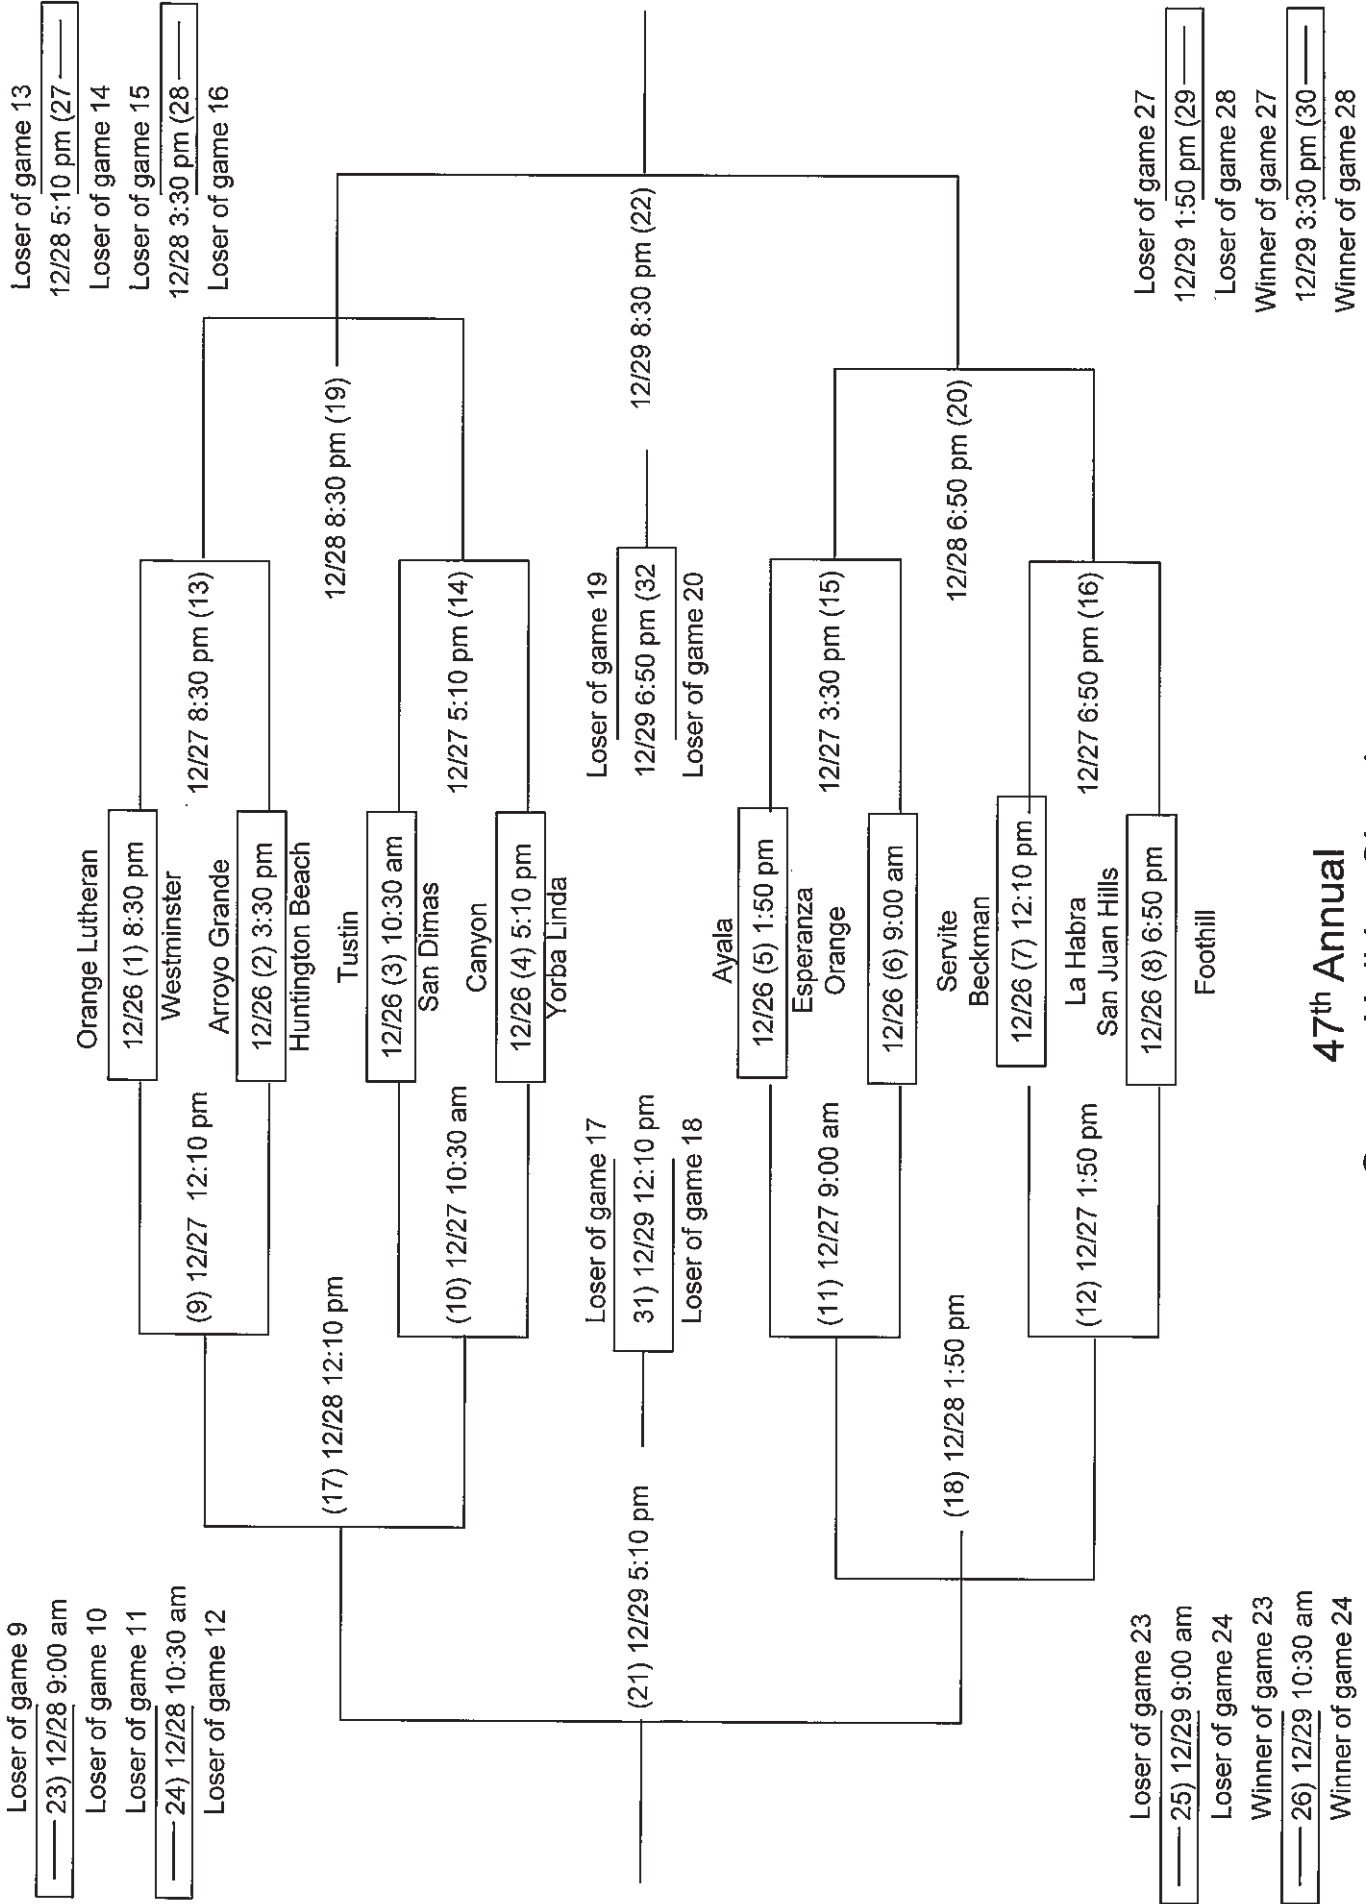 Loser of game 9
23) 12/28 9:00 am
Loser of game 10
Loser of game 11
24) 12/28 10:30 am
Loser of game 12
Loser of game 13
12/28 5:10 pm (27
Loser of game 14
Loser of game 15
12/28 3:30 pm (28
Loser of game 16
Orange Lutheran
12/26 (1) 8:30 pm
Westminster
(9) 12/27 12:10 pm
12/27 8:30 pm (13)
Arroyo Grande
12/26 (2) 3:30 pm
Huntington Beach
(17) 12/28 12:10 pm
12/28 8:30 pm (19)
Tustin
12/26 (3) 10:30 am
San Dimas
(10) 12/27 10:30 am
12/27 5:10 pm (14)
Canyon
12/26 (4) 5:10 pm
Yorba Linda
Loser of game 17
31) 12/29 12:10 pm
Loser of game 18
Loser of game 19
12/29 6:50 pm (32
Loser of game 20
(21) 12/29 5:10 pm
12/29 8:30 pm (22)
Ayala
12/26 (5) 1:50 pm
Esperanza
(11) 12/27 9:00 am
12/27 3:30 pm (15)
Orange
12/26 (6) 9:00 am
Servite
(18) 12/28 1:50 pm
12/28 6:50 pm (20)
Beckman
12/26 (7) 12:10 pm
La Habra
(12) 12/27 1:50 pm
12/27 6:50 pm (16)
San Juan Hills
12/26 (8) 6:50 pm
Foothill
Loser of game 23
25) 12/29 9:00 am
Loser of game 24
Winner of game 23
26) 12/29 10:30 am
Winner of game 24
Loser of game 27
12/29 1:50 pm (29
Loser of game 28
Winner of game 27
12/29 3:30 pm (30
Winner of game 28
47th Annual